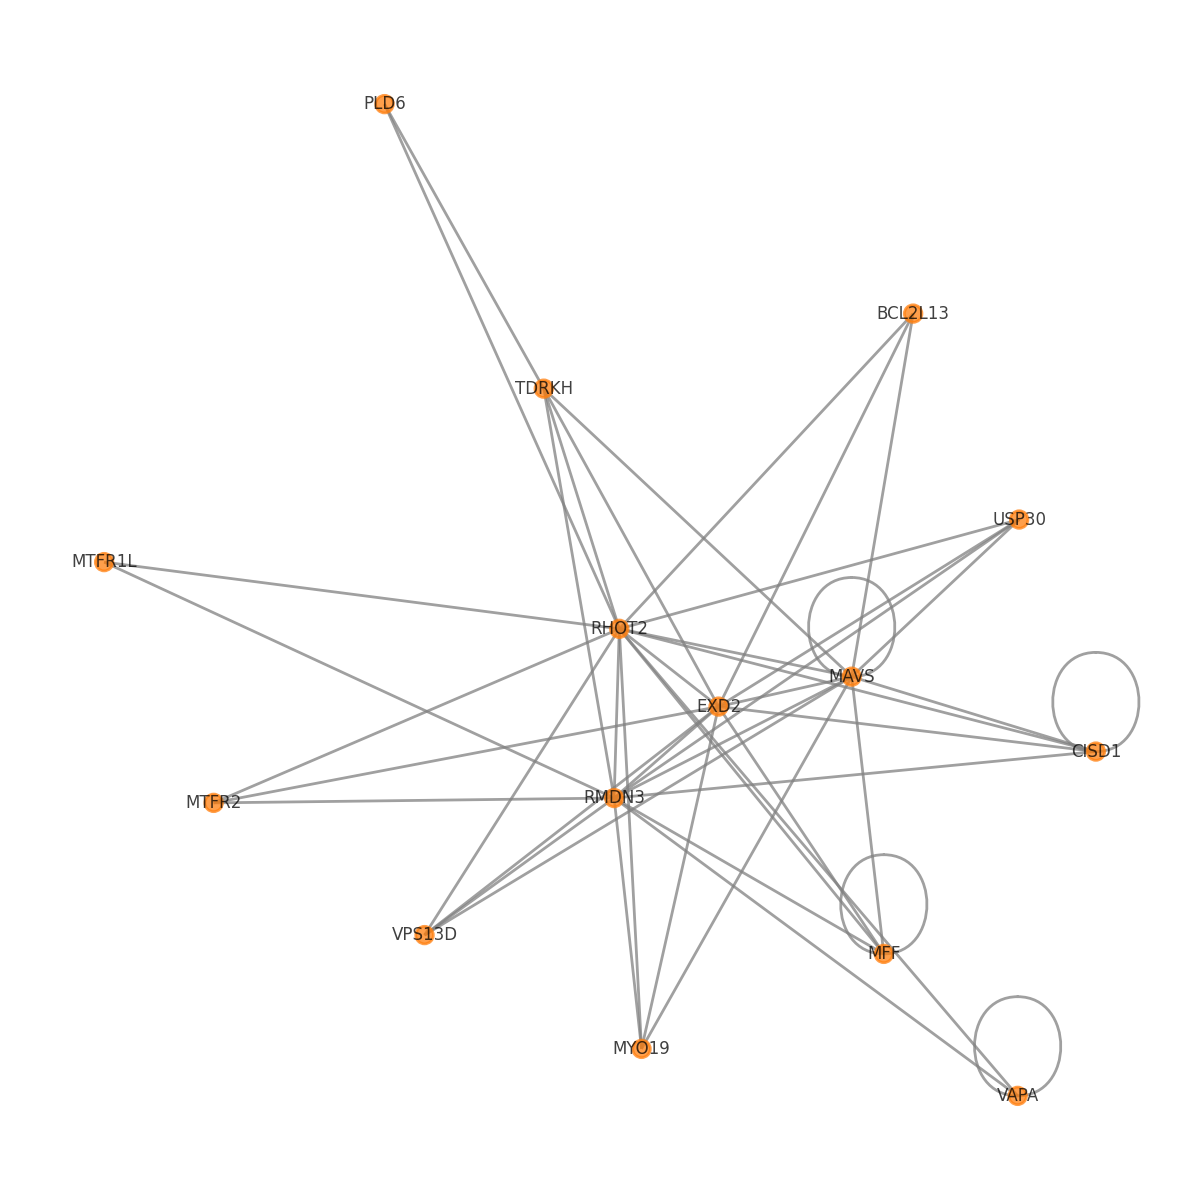 PLD6
BCL2L13
TDRKH
USP30
MTFR1L
RHOT2
MAVS
EXD2
CISD1
RMDN3
MTFR2
VPS13D
MFF
MYO19
VAPA